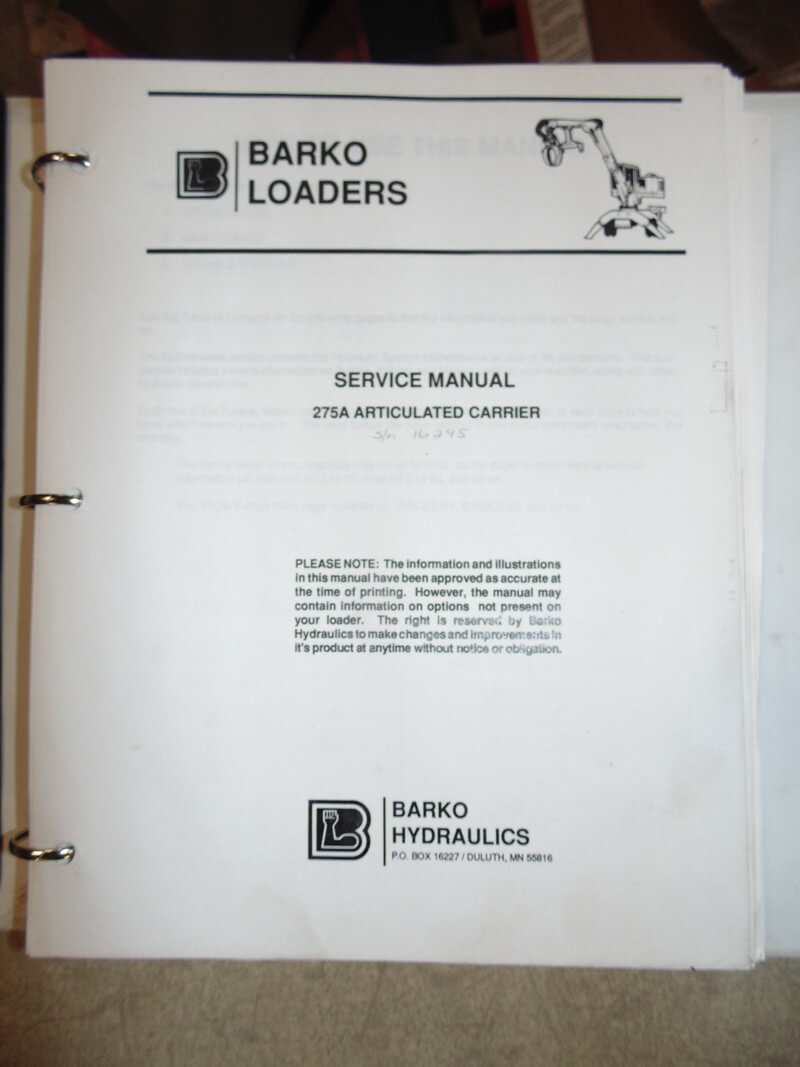 BARKO
LOADERS
SERVICE MANUAL
275A ARTICULATED CARRIER
S/n 16295
PLEASE NOTE: The information and illustrations
in this manual have been approved as accurate at
the time of printing. However, the manual may
contain information on options not present on
your loader. The right is reserved by Barko
Hydraulics to make changes and improvements in
it's product at anytime without notice or obligation.
BARKO
HYDRAULICS
P.O. BOX 16227 / DULUTH, MN 55816